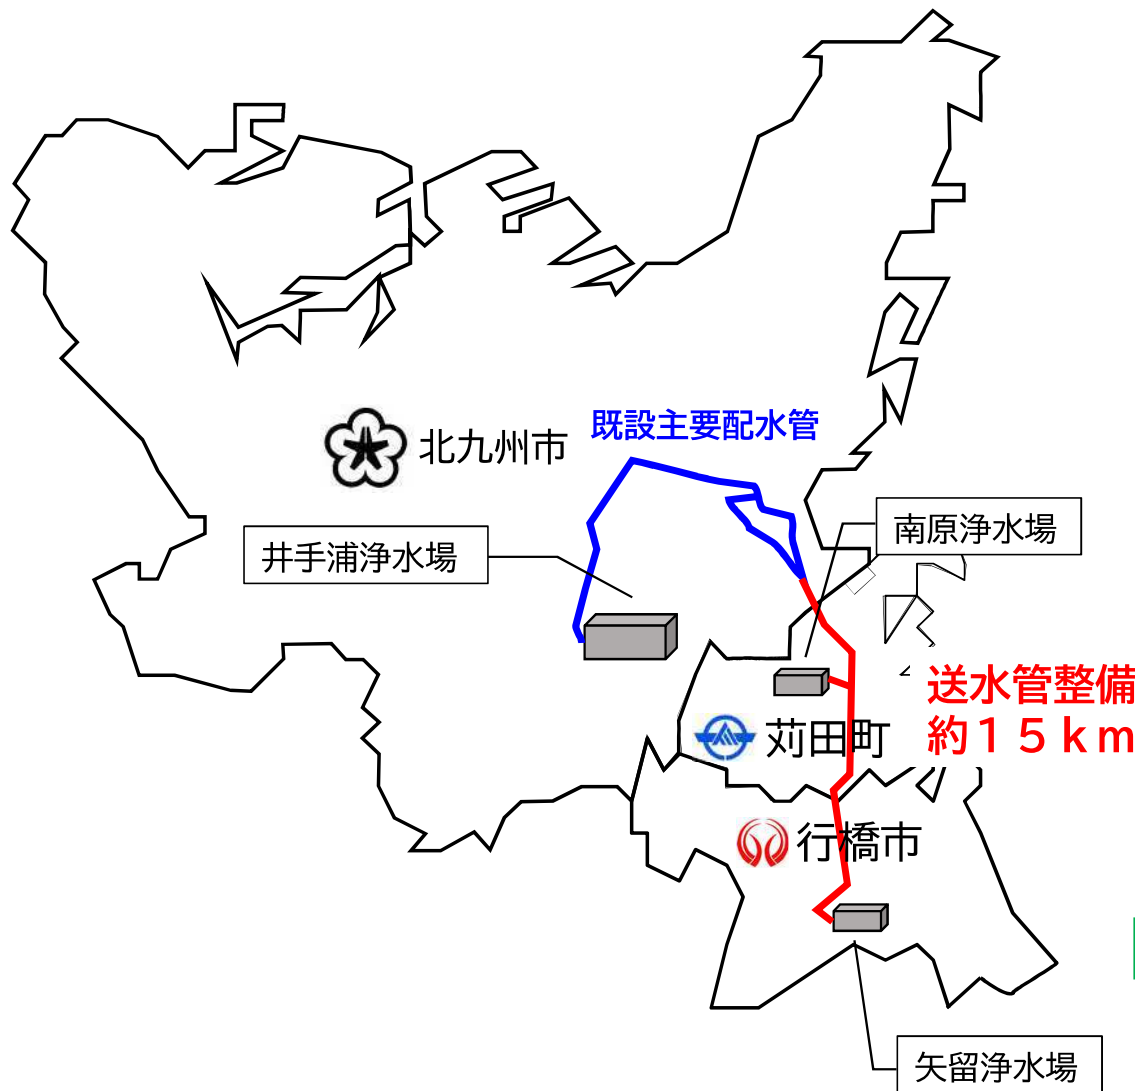 既設主要配水管
北九州市
南原浄水場
井手浦浄水場
送水管整備
約１５ｋｍ
苅田町
行橋市
矢留浄水場